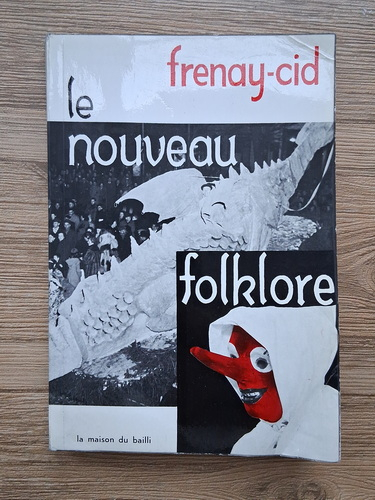 frenay-cid
le
nouveau
folklore
la maison du bailli